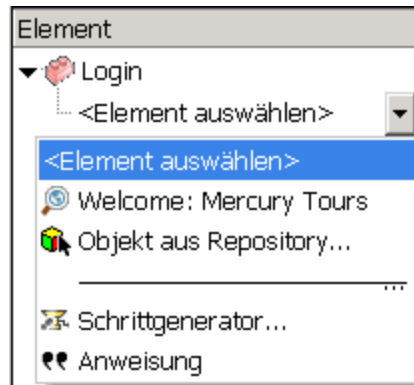 Element
Login
<Element auswählen>
<Element auswählen>
Welcome: Mercury Tours
Objekt aus Repository...
Schrittgenerator...
Anweisung